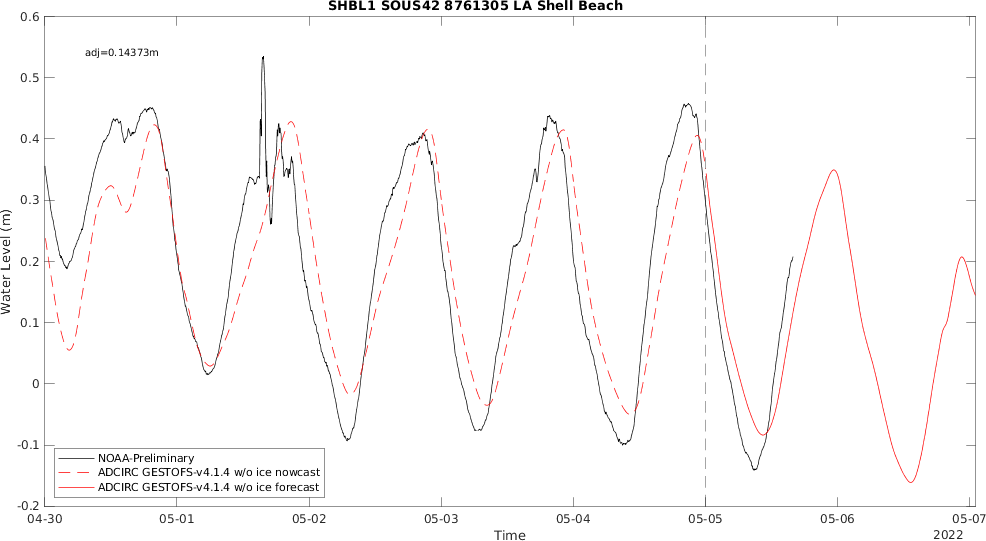 SHBL1 SOUS42 8761305 LA Shell Beach
adj=0.14373m
Water Level (m)
0.6
0.5
0.4
0.3
0.2
0.1
0
-0.1
-0.2
NOAA-Preliminary
ADCIRC GESTOFS-v4.1.4 w/o ice nowcast
ADCIRC GESTOFS-v4.1.4 w/o ice forecast
04-30 05-01 05-02 05-03 05-04 05-05 05-06 05-07
Time
2022